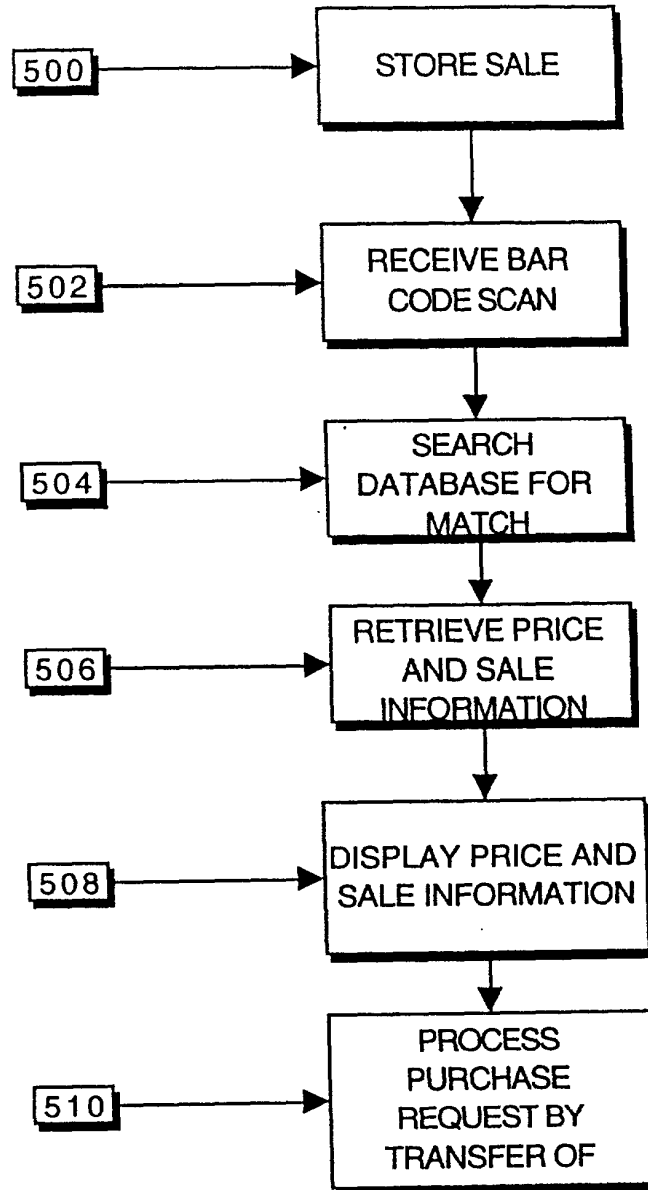 500
STORE SALE
502
RECEIVE BAR
CODE SCAN
504
SEARCH
DATABASE FOR
MATCH
506
RETRIEVE PRICE
AND SALE
INFORMATION
508
DISPLAY PRICE AND
SALE INFORMATION
510
PROCESS
PURCHASE
REQUEST BY
TRANSFER OF